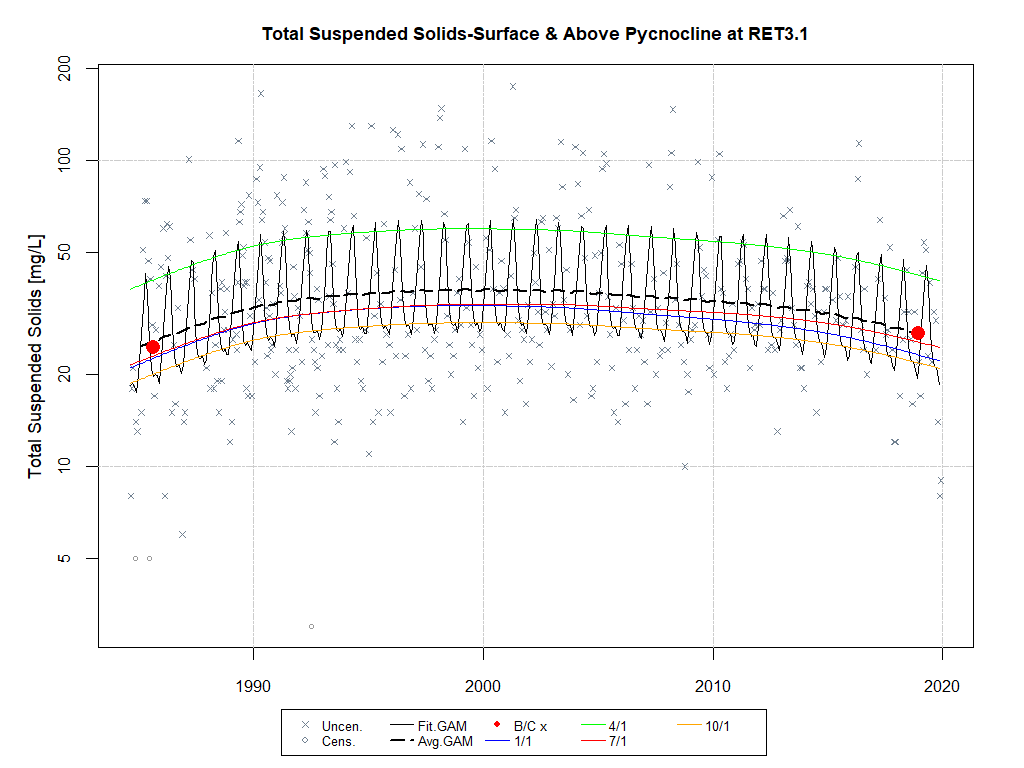 Total Suspended Solids-Surface & Above Pycnocline at RET3.1
Total Suspended Solids [mg/L]
200
100
50
20
10
5
1990 2000 2010 2020
Uncen. Fit.GAM B/C x 4/1 10/1
Cens. Avg.GAM 1/1 7/1